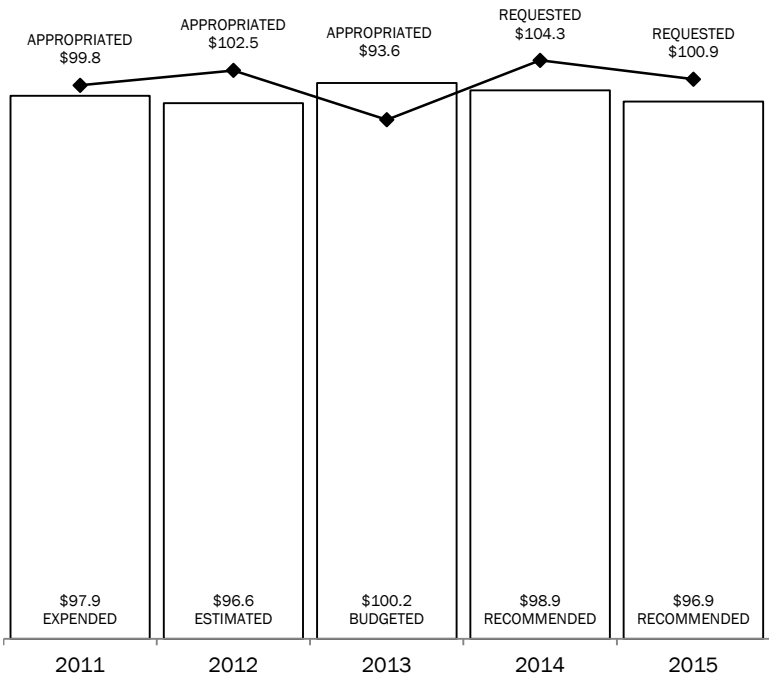 APPROPRIATED
$99.8
APPROPRIATED
$102.5
APPROPRIATED
$93.6
REQUESTED
$104.3
REQUESTED
$100.9
$97.9
EXPENDED
$96.6
ESTIMATED
$100.2
BUDGETED
$98.9
RECOMMENDED
$96.9
RECOMMENDED
2011
2012
2013
2014
2015